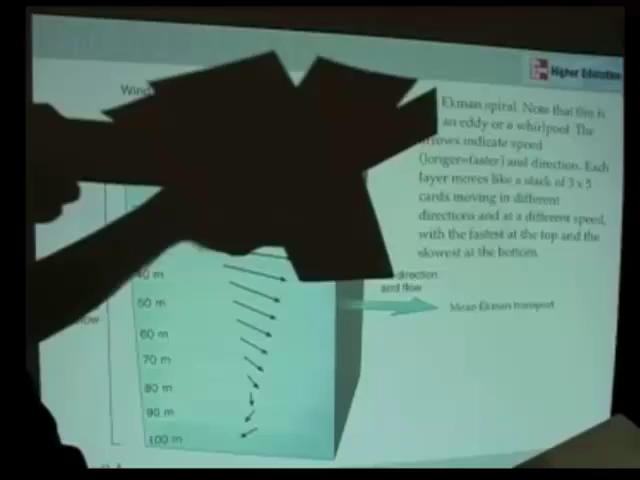 Higher Education
Wind
Ekman spiral. Note that this is
an eddy or a whirlpool. The
arrows indicate speed
(longer=faster) and direction. Each
layer moves like a stack of 3 x 5
cards moving in different
directions and at a different speed,
with the fastest at the top and the
slowest at the bottom.
40 m
direction
and flow
50 m
Mean Ekman transport
60 m
70 m
80 m
90 m
100 m